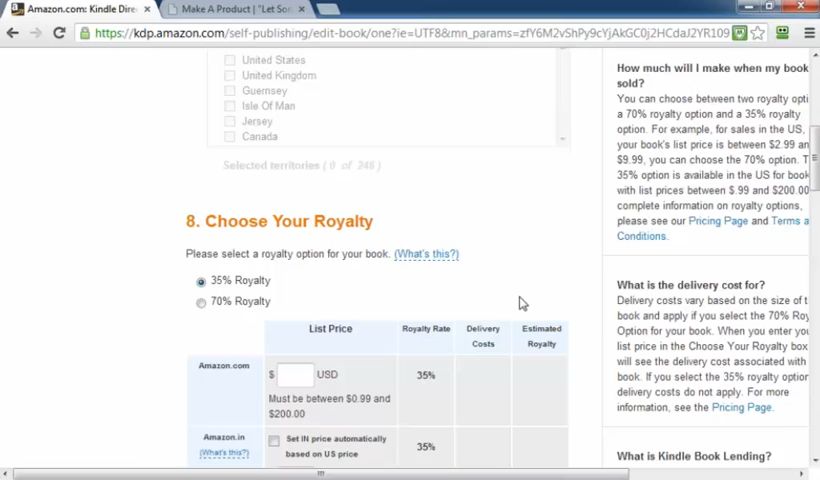 Amazon.com: Kindle Direc
Make A Product | "Let Som
https://kdp.amazon.com/self-publishing/edit-book/one?ie=UTF8&mn_params=zfY6M2vShPy9cYjAkGC0j2HCdaJ2YR109
United States
United Kingdom
Guernsey
Isle Of Man
Jersey
Canada
Selected territories ( 0 of 246 )
8. Choose Your Royalty
Please select a royalty option for your book. (What's this?)
35% Royalty
70% Royalty
List Price
Royalty Rate
Delivery
Costs
Estimated
Royalty
Amazon.com
$ USD
Must be between $0.99 and
$200.00
35%
Amazon.in
(What's this?)
Set IN price automatically
based on US price
35%
How much will I make when my book
sold?
You can choose between two royalty opti
a 70% royalty option and a 35% royalty
option. For example, for sales in the US,
your book's list price is between $2.99 and
$9.99, you can choose the 70% option. T
35% option is available in the US for book
with list prices between $.99 and $200.00
complete information on royalty options,
please see our Pricing Page and Terms a
Conditions.
What is the delivery cost for?
Delivery costs vary based on the size of t
book and apply if you select the 70% Roy
Option for your book. When you enter you
list price in the Choose Your Royalty box
will see the delivery cost associated with
book. If you select the 35% royalty option
costs do not apply. For more
information, see the Pricing Page.
What is Kindle Book Lending?